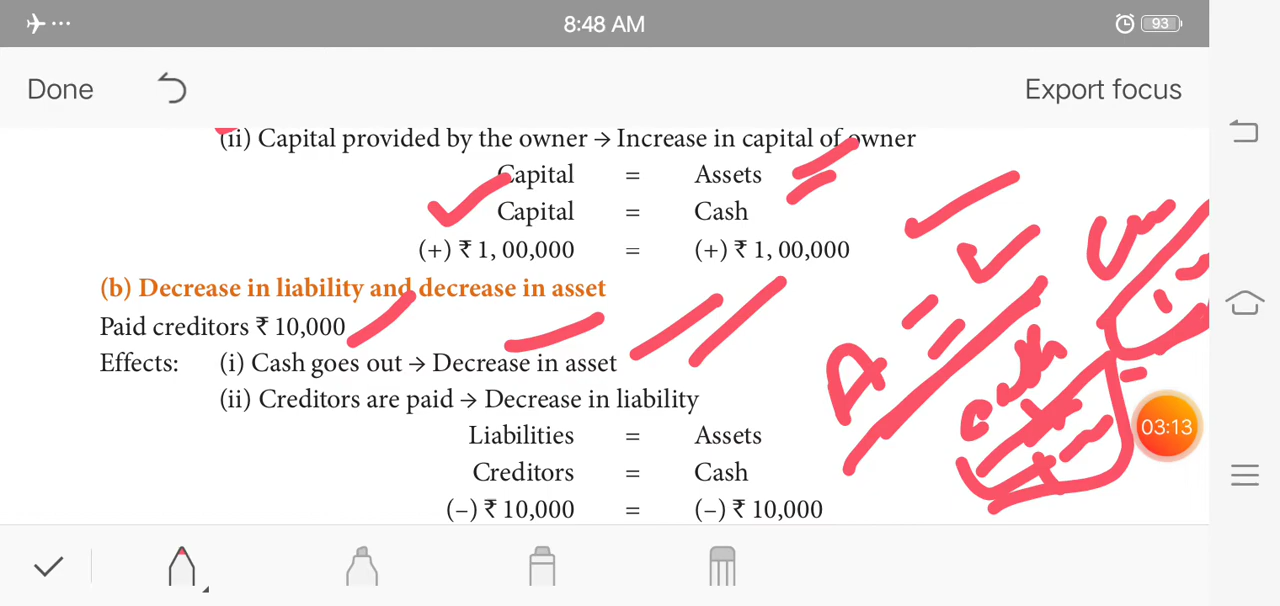 8:48 AM 93
Done Export focus
(ii) Capital provided by the owner → Increase in capital of owner
Capital = Assets
Capital = Cash
(+) ₹ 1, 00,000 = (+) ₹ 1, 00,000
(b) Decrease in liability and decrease in asset
Paid creditors ₹ 10,000
Effects: (i) Cash goes out → Decrease in asset
(ii) Creditors are paid → Decrease in liability
Liabilities = Assets
Creditors = Cash
(–) ₹ 10,000 = (–) ₹ 10,000
A =
Cash
03:13